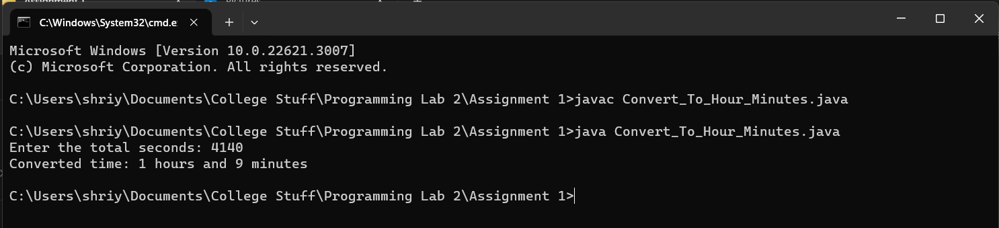 Assignment 1
Pictures
C:\Windows\System32\cmd.e
Microsoft Windows [Version 10.0.22621.3007]
(c) Microsoft Corporation. All rights reserved.
C:\Users\shriy\Documents\College Stuff\Programming Lab 2\Assignment 1>javac Convert_To_Hour_Minutes.java
C:\Users\shriy\Documents\College Stuff\Programming Lab 2\Assignment 1>java Convert_To_Hour_Minutes.java
Enter the total seconds: 4140
Converted time: 1 hours and 9 minutes
C:\Users\shriy\Documents\College Stuff\Programming Lab 2\Assignment 1>